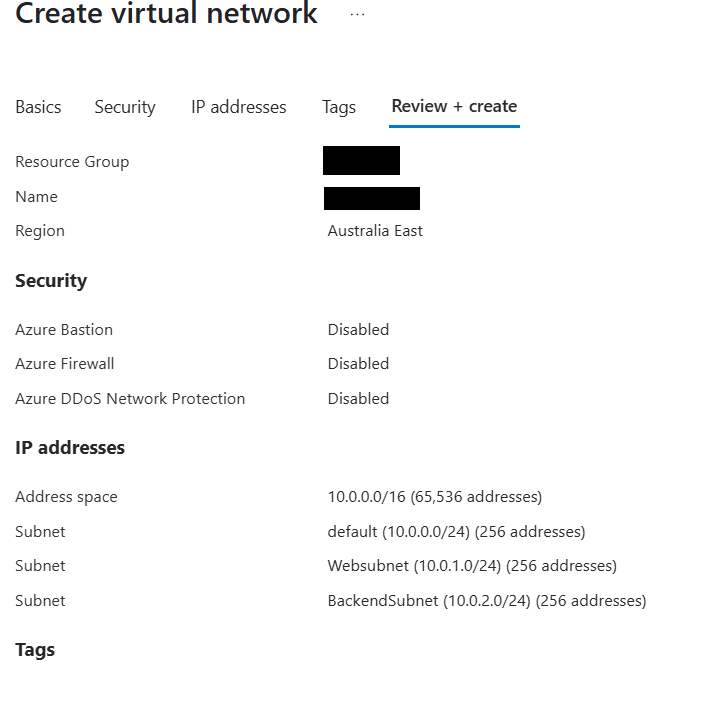 Create virtual network ...
Basics Security IP addresses Tags Review + create
Resource Group
Name
Region Australia East
Security
Azure Bastion Disabled
Azure Firewall Disabled
Azure DDoS Network Protection Disabled
IP addresses
Address space 10.0.0.0/16 (65,536 addresses)
Subnet default (10.0.0.0/24) (256 addresses)
Subnet Websubnet (10.0.1.0/24) (256 addresses)
Subnet BackendSubnet (10.0.2.0/24) (256 addresses)
Tags